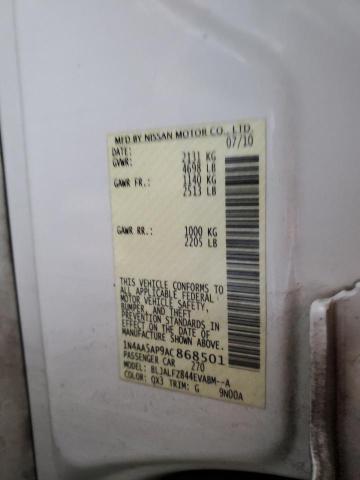 MFD BY NISSAN MOTOR CO., LTD.
DATE: 07/10
GVWR: 2131 KG
4698 LB
GAWR FR.: 1140 KG
2513 LB
GAWR RR.: 1000 KG
2205 LB
THIS VEHICLE CONFORMS TO
ALL APPLICABLE FEDERAL
MOTOR VEHICLE SAFETY,
BUMPER, AND THEFT
PREVENTION STANDARDS IN
EFFECT ON THE DATE OF
MANUFACTURE SHOWN ABOVE.
1N4AA5AP9AC868501
PASSENGER CAR 270
MODEL: BLJALFZ844EVABM--A
COLOR: QX3 TRIM: G 9N00A